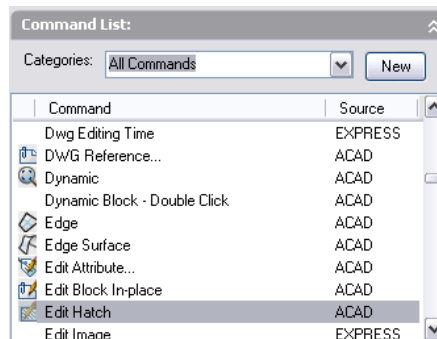 Command List:
Categories: All Commands New
Command Source
Dwg Editing Time EXPRESS
DWG Reference... ACAD
Dynamic ACAD
Dynamic Block - Double Click ACAD
Edge ACAD
Edge Surface ACAD
Edit Attribute... ACAD
Edit Block In-place ACAD
Edit Hatch ACAD
Edit Image EXPRESS